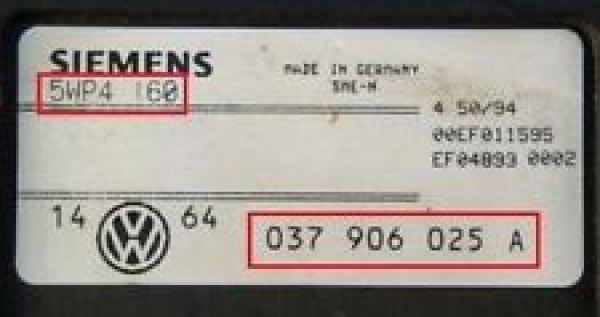 SIEMENS
MADE IN GERMANY
5WP4 160
SME-M
4 50/94
00EF011595
EF04893 0002
14 64
037 906 025 A